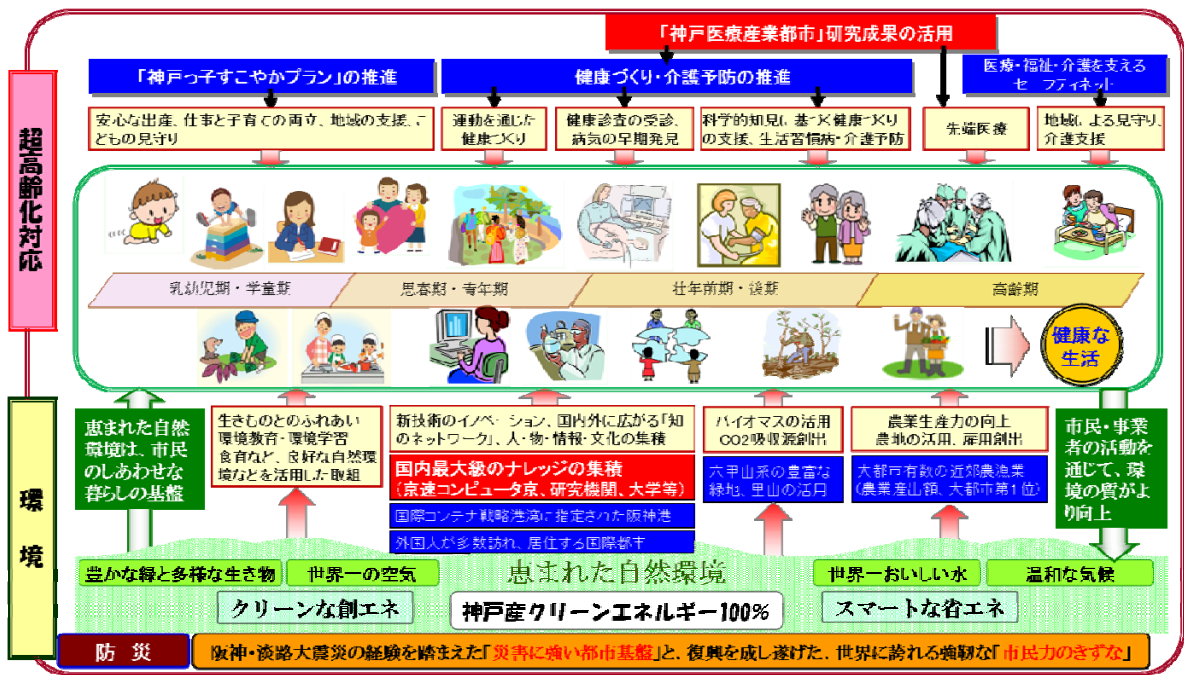 「神戸医療産業都市」研究成果の活用
「神戸っ子すこやかプラン」の推進
健康づくり・介護予防の推進
医療・福祉・介護を支える
セーフティネット
安心な出産、仕事と子育ての両立、地域の支援、こ
どもの見守り
運動を通じた
健康づくり
健康診査の受診、
病気の早期発見
科学的知見に基づく健康づくり
の支援、生活習慣病・介護予防
先端医療
地域による見守り、
介護支援
超高齢化対応
乳幼児期・学童期
思春期・青年期
壮年前期・後期
高齢期
健康な
生活
環境
恵まれた自然
環境は、市民
のしあわせな
暮らしの基盤
生きものとのふれあい
環境教育・環境学習
食育など、良好な自然環
境などを活用した取組
新技術のイノベーション、国内外に広がる「知
のネットワーク」、人・物・情報・文化の集積
国内最大級のナレッジの集積
(京速コンピュータ京、研究機関、大学等)
国際コンテナ戦略港湾に指定された阪神港
外国人が多数訪れ、居住する国際都市
バイオマスの活用
CO2吸収源創出
六甲山系の豊富な
緑地、里山の活用
農業生産力の向上
農地の活用、雇用創出
大都市有数の近郊農漁業
(農業産出額、大都市第1位)
市民・事業
者の活動を
通じて、環
境の質がよ
り向上
豊かな緑と多様な生き物
世界一の空気
恵まれた自然環境
世界一おいしい水
温和な気候
クリーンな創エネ
神戸産クリーンエネルギー100%
スマートな省エネ
防災
阪神・淡路大震災の経験を踏まえた「災害に強い都市基盤」と、復興を成し遂げた、世界に誇れる強靭な「市民力のきずな」